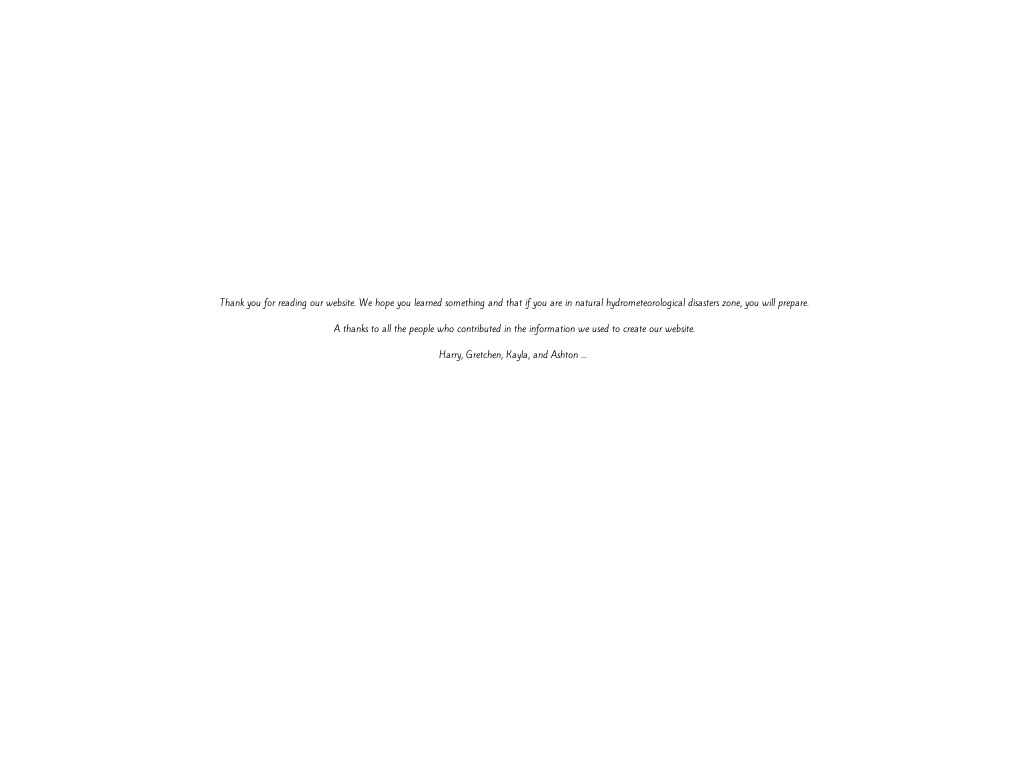 Thank you for reading our website. We hope you learned something and that if you are in natural hydrometeorological disasters zone, you will prepare.
A thanks to all the people who contributed in the information we used to create our website.
Harry, Gretchen, Kayla, and Ashton ...